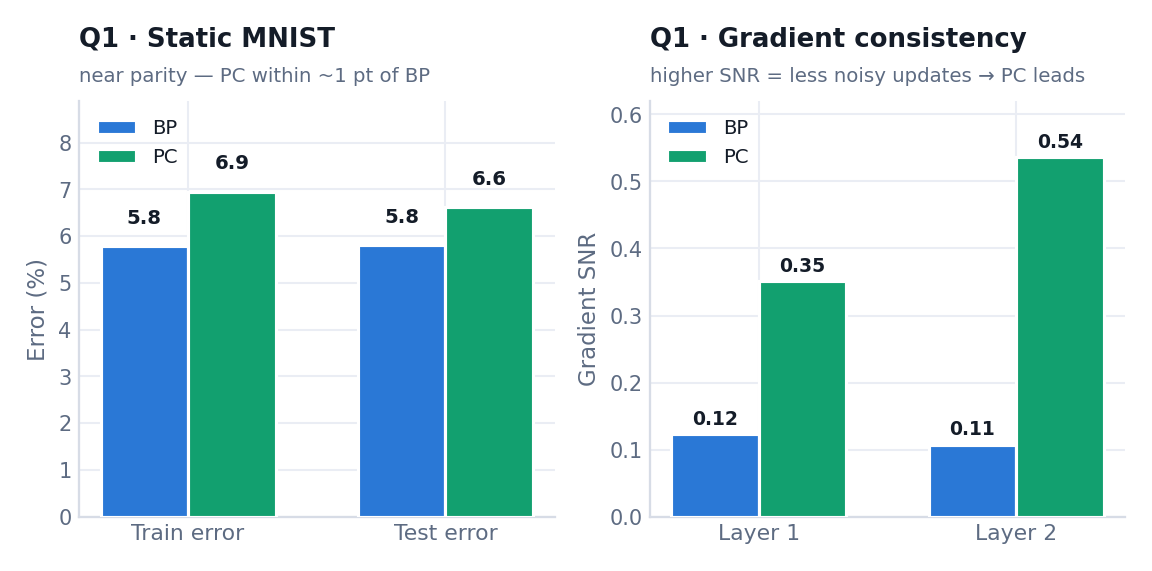 Q1 · Static MNIST
near parity — PC within ~1 pt of BP
BP
PC
8
7
6
5
4
3
2
1
0
Error (%)
5.8
6.9
5.8
6.6
Train error
Test error
Q1 · Gradient consistency
higher SNR = less noisy updates → PC leads
BP
PC
0.6
0.5
0.4
0.3
0.2
0.1
0.0
Gradient SNR
0.12
0.35
0.11
0.54
Layer 1
Layer 2